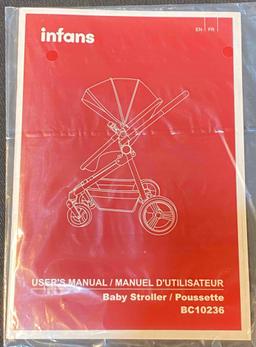 infans
EN | FR
USER'S MANUAL / MANUEL D'UTILISATEUR
Baby Stroller / Poussette
BC10236